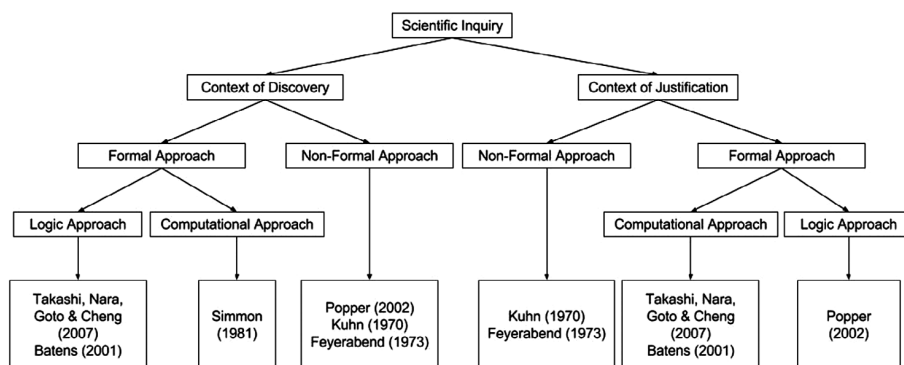 Scientific Inquiry
Context of Discovery
Context of Justification
Formal Approach
Non-Formal Approach
Non-Formal Approach
Formal Approach
Logic Approach
Computational Approach
Computational Approach
Logic Approach
Takashi, Nara,
Goto & Cheng
(2007)
Batens (2001)
Simmon
(1981)
Popper (2002)
Kuhn (1970)
Feyerabend (1973)
Kuhn (1970)
Feyerabend (1973)
Takashi, Nara,
Goto & Cheng
(2007)
Batens (2001)
Popper
(2002)